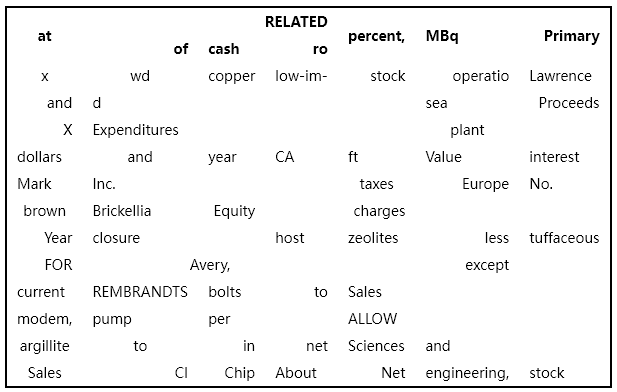 at of cash RELATED ro percent, MBq Primary
x wd copper low-im- stock operatio Lawrence
and d sea Proceeds
X Expenditures plant
dollars and year CA ft Value interest
Mark Inc. taxes Europe No.
brown Brickellia Equity charges
Year closure host zeolites less tuffaceous
FOR Avery, except
current REMBRANDTS bolts to Sales
modem, pump per ALLOW
argillite to in net Sciences and
Sales CI Chip About Net engineering, stock